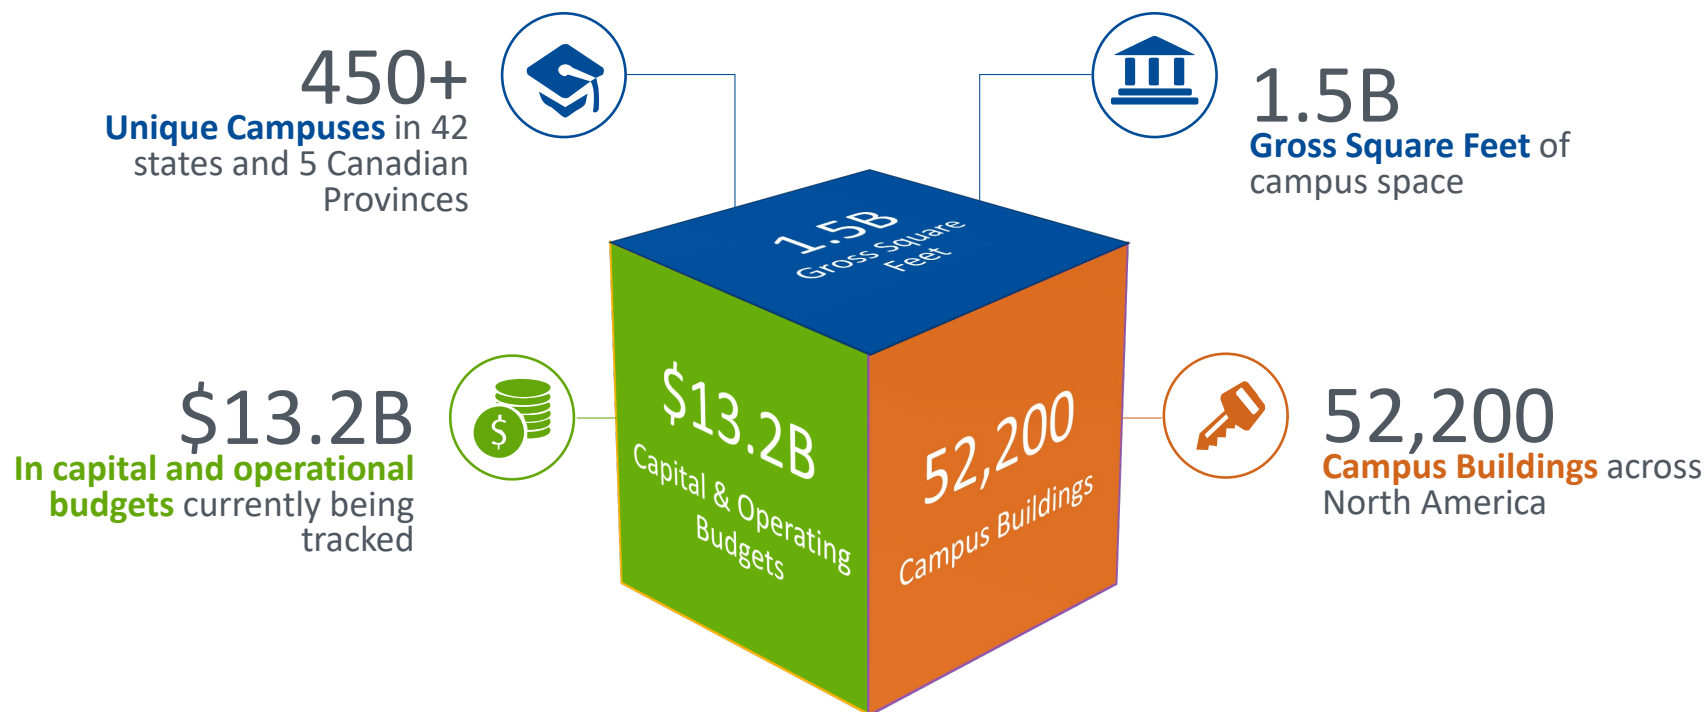 450+
Unique Campuses in 42
states and 5 Canadian
Provinces
1.5B
Gross Square Feet of
campus space
1.5B
Gross Square
Feet
$13.2B
In capital and operational
budgets currently being
tracked
$
$13.2B
Capital & Operating
Budgets
52,200
Campus Buildings
52,200
Campus Buildings across
North America